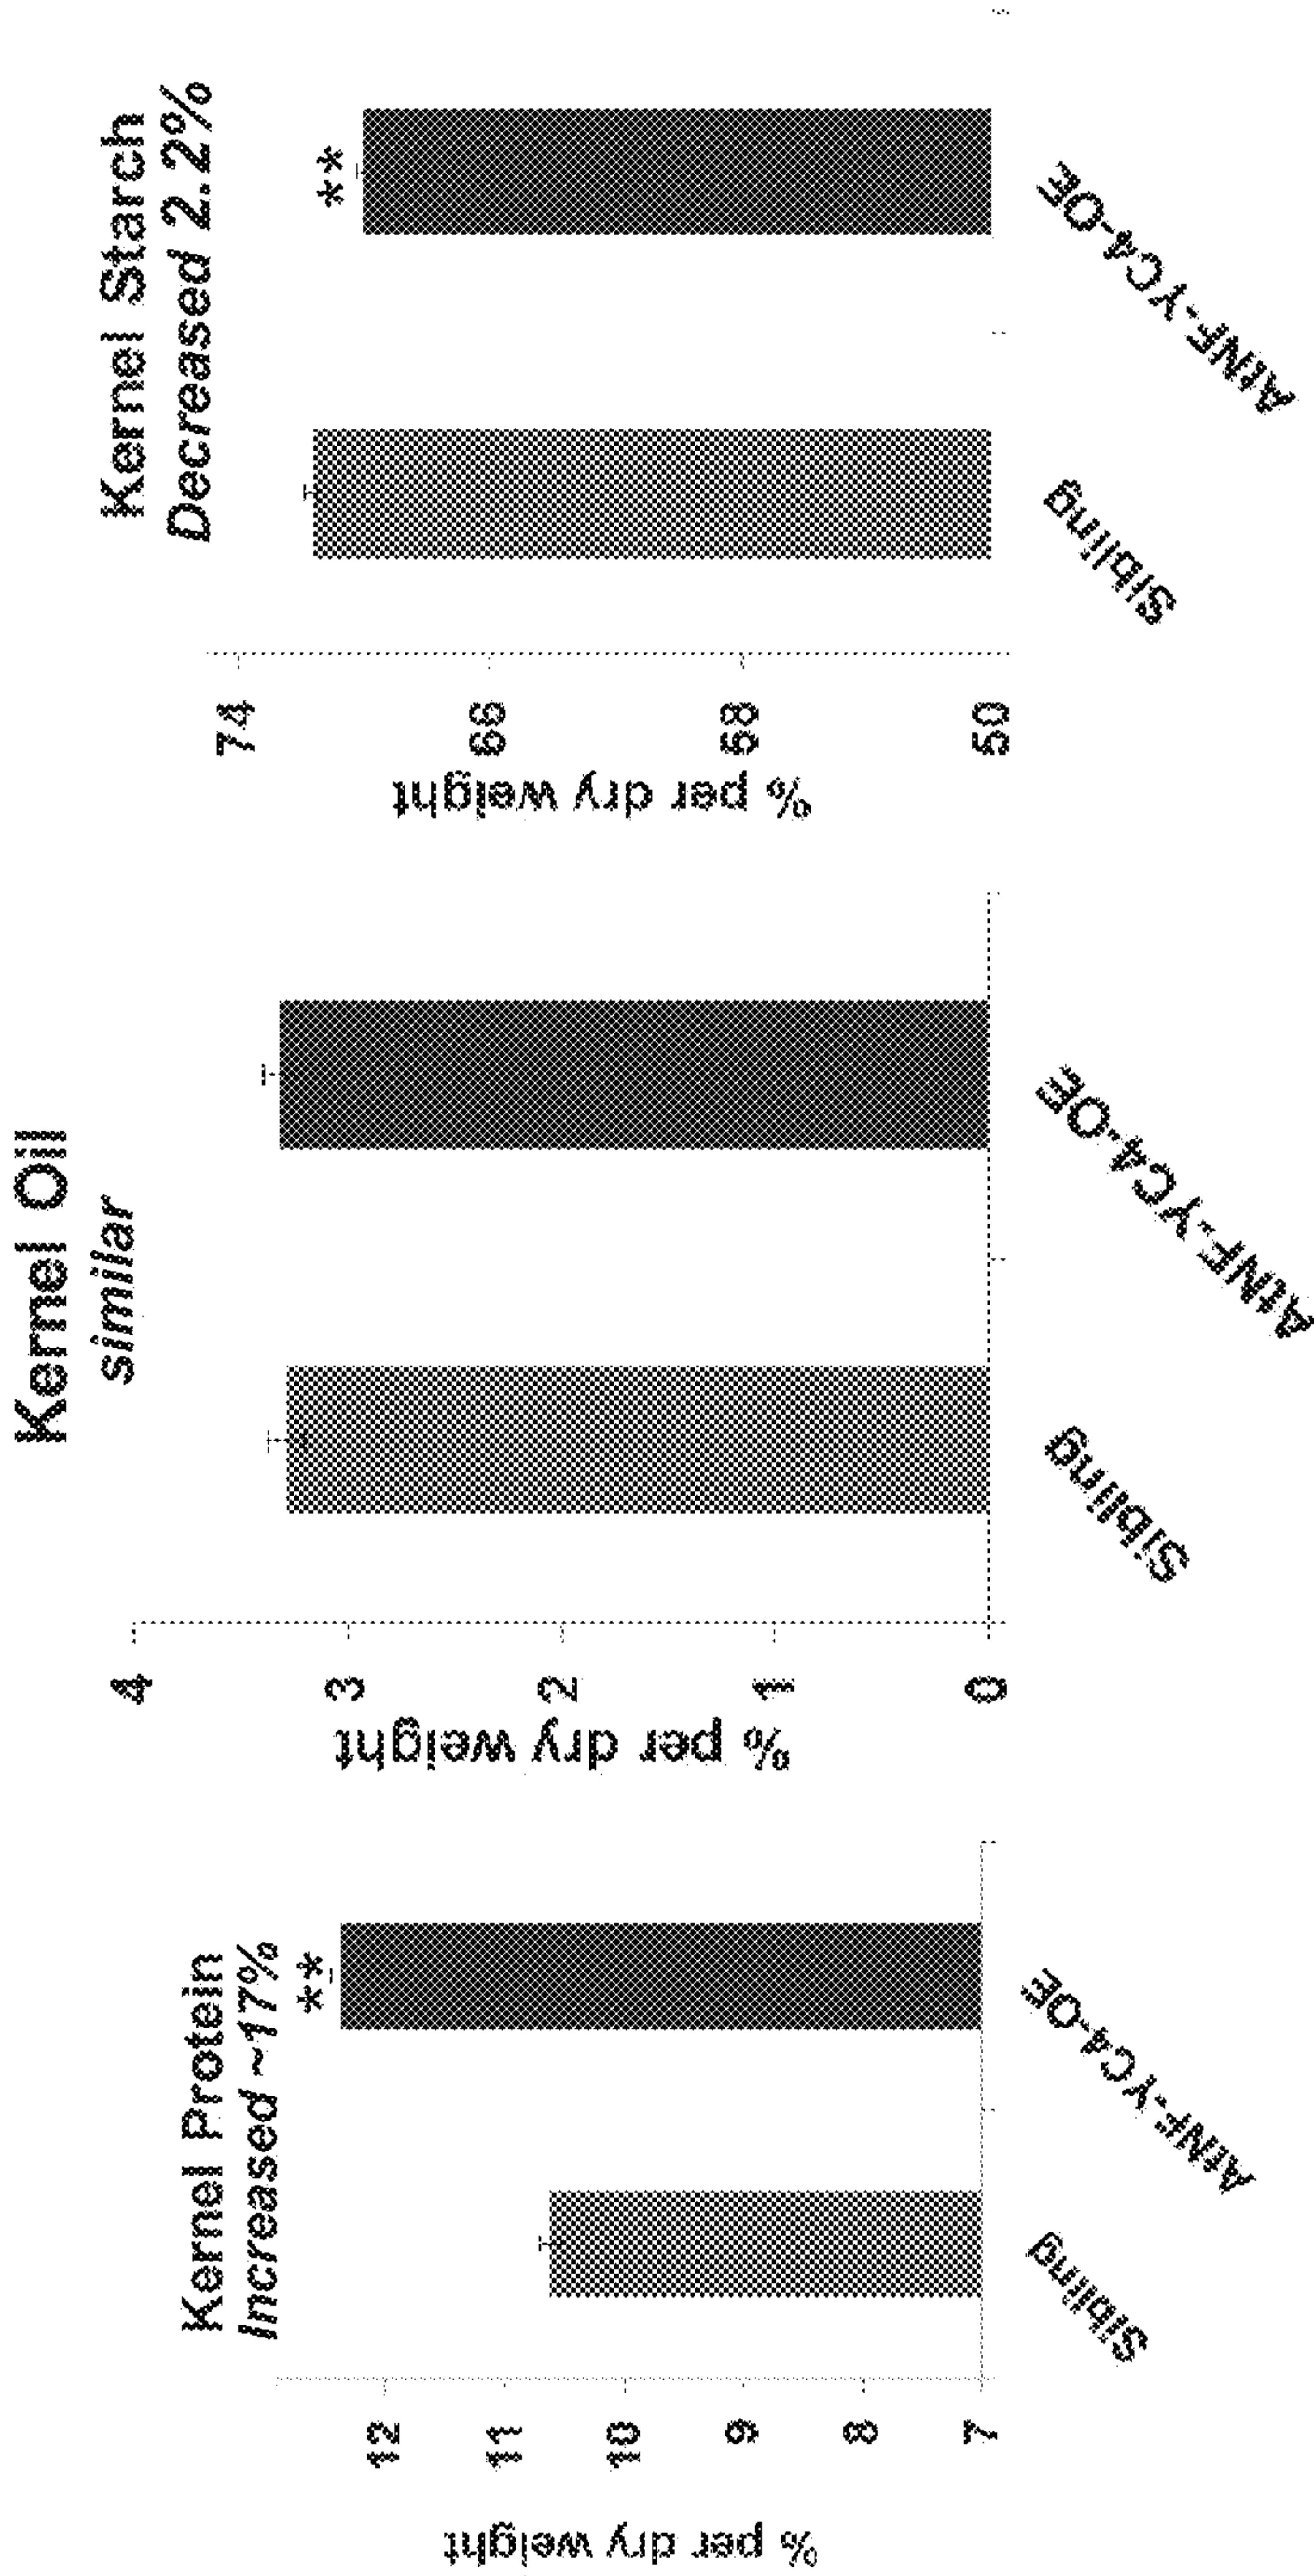 Kernel Protein
Increased ~17%
**
12
11
10
9
8
7
% per dry weight
Sibling
AtNF-YC4-OE
Kernel Oil
similar
4
3
2
1
0
% per dry weight
Sibling
AtNF-YC4-OE
Kernel Starch
Decreased 2.2%
**
74
66
58
50
% per dry weight
Sibling
AtNF-YC4-OE